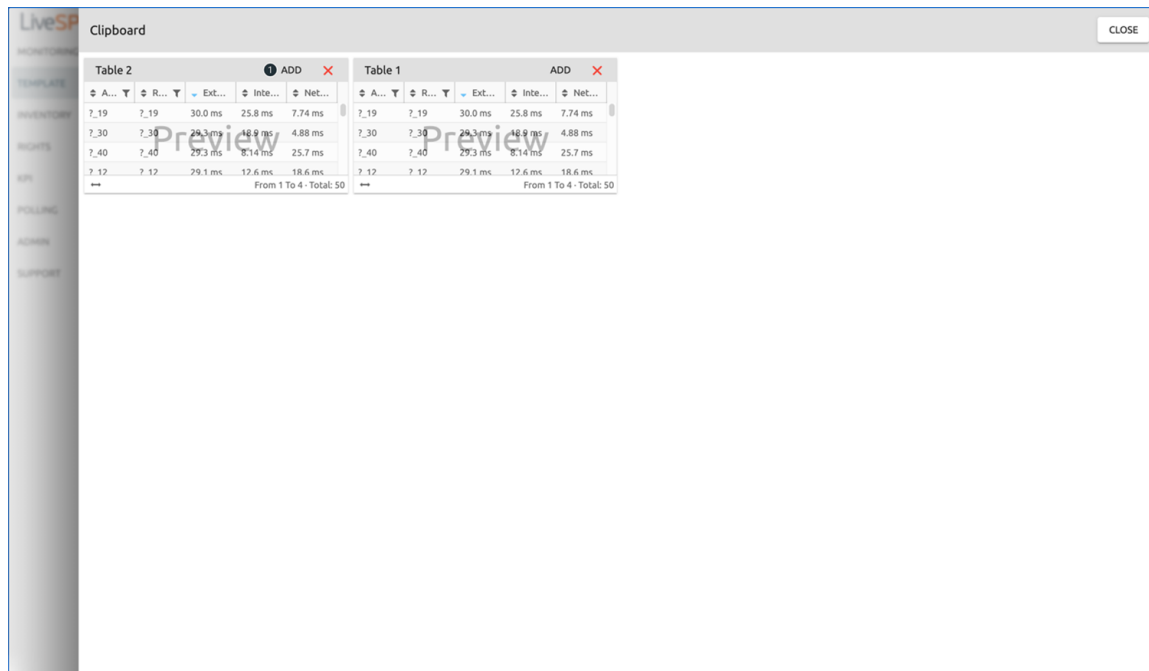 LiveSP
Clipboard
CLOSE
MONITORING
TEMPLATE
INVENTORY
RIGHTS
KPI
POLLING
ADMIN
SUPPORT
Table 2 1 ADD
A... R... Ext... Inte... Net...
?_19 ?_19 30.0 ms 25.8 ms 7.74 ms
?_30 ?_30 29.3 ms 18.9 ms 4.88 ms
Preview
?_40 ?_40 29.3 ms 8.14 ms 25.7 ms
?_12 ?_12 29.1 ms 12.6 ms 18.6 ms
From 1 To 4 - Total: 50
Table 1 ADD
A... R... Ext... Inte... Net...
?_19 ?_19 30.0 ms 25.8 ms 7.74 ms
?_30 ?_30 29.3 ms 18.9 ms 4.88 ms
Preview
?_40 ?_40 29.3 ms 8.14 ms 25.7 ms
?_12 ?_12 29.1 ms 12.6 ms 18.6 ms
From 1 To 4 - Total: 50